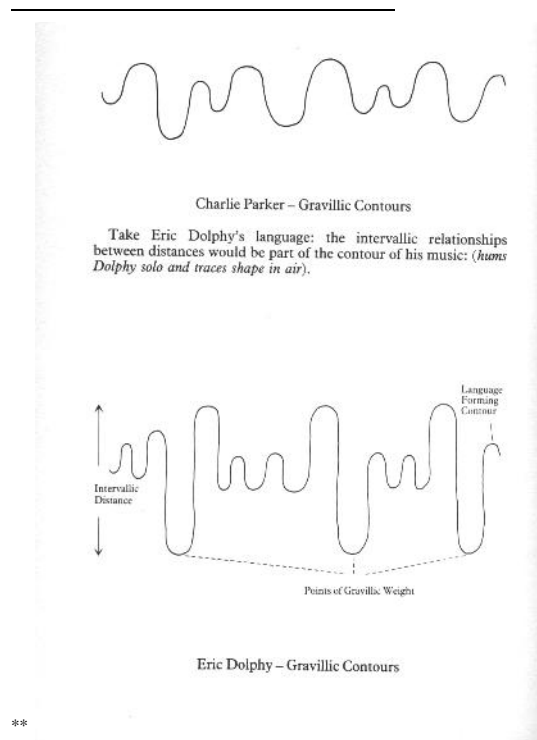 Charlie Parker – Gravillic Contours
Take Eric Dolphy's language: the intervallic relationships
between distances would be part of the contour of his music: (hums
Dolphy solo and traces shape in air).
Language
Forming
Contour
Intervallic
Distance
Points of Gravillic Weight
Eric Dolphy – Gravillic Contours
**